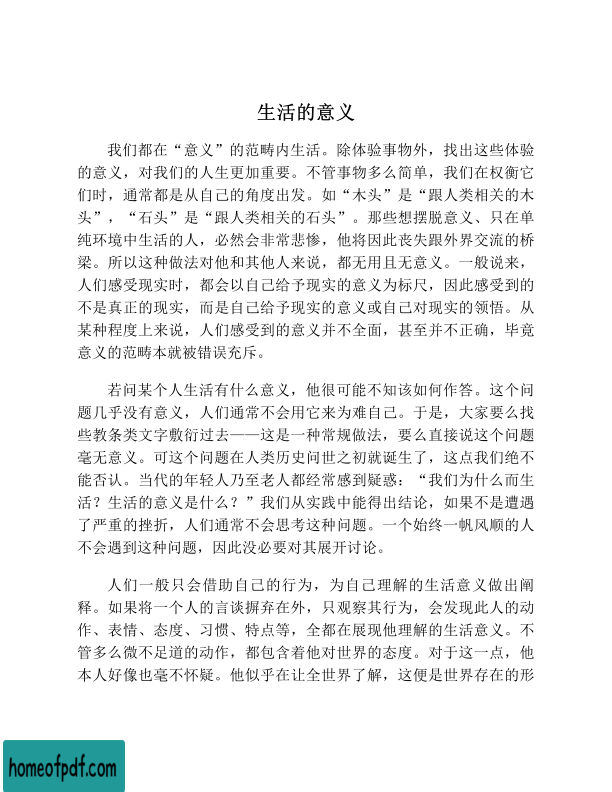 生活的意义
我们都在“意义”的范畴内生活。除体验事物外，找出这些体验
的意义，对我们的人生更加重要。不管事物多么简单，我们在权衡它
们时，通常都是从自己的角度出发。如“木头”是“跟人类相关的木
头”，“石头”是“跟人类相关的石头”。那些想摆脱意义、只在单
纯环境中生活的人，必然会非常悲惨，他将因此丧失跟外界交流的桥
梁。所以这种做法对他和其他人来说，都无用且无意义。一般说来，
人们感受现实时，都会以自己给予现实的意义为标尺，因此感受到的
不是真正的现实，而是自己给予现实的意义或自己对现实的领悟。从
某种程度上来说，人们感受到的意义并不全面，甚至并不正确，毕竟
意义的范畴本就被错误充斥。
若问某个人生活有什么意义，他很可能不知该如何作答。这个问
题几乎没有意义，人们通常不会用它来为难自己。于是，大家要么找
些教条类文字敷衍过去——这是一种常规做法，要么直接说这个问题
毫无意义。可这个问题在人类历史问世之初就诞生了，这点我们绝不
能否认。当代的年轻人乃至老人都经常感到疑惑：“我们为什么而生
活？生活的意义是什么？”我们从实践中能得出结论，如果不是遭遇
了严重的挫折，人们通常不会思考这种问题。一个始终一帆风顺的人
不会遇到这种问题，因此没必要对其展开讨论。
人们一般只会借助自己的行为，为自己理解的生活意义做出阐
释。如果将一个人的言谈摒弃在外，只观察其行为，会发现此人的动
作、表情、态度、习惯、特点等，全都在展现他理解的生活意义。不
管多么微不足道的动作，都包含着他对世界的态度。对于这一点，他
本人好像也毫不怀疑。他似乎在让全世界了解，这便是世界存在的形
homeofpdf.com